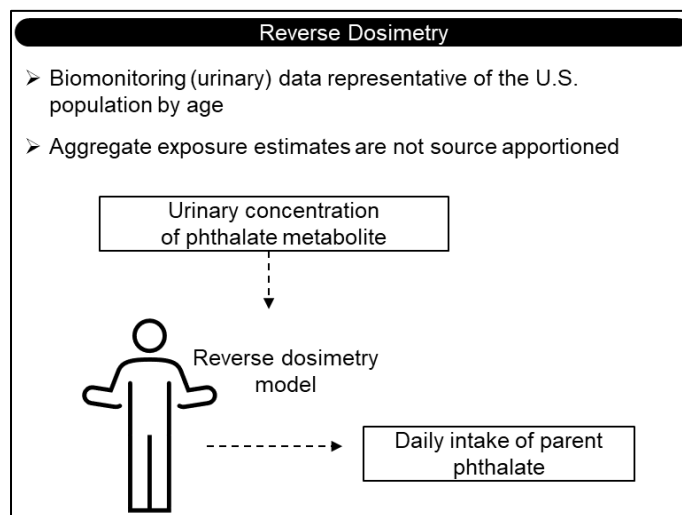 Reverse Dosimetry
➢ Biomonitoring (urinary) data representative of the U.S.
population by age
➢ Aggregate exposure estimates are not source apportioned
Urinary concentration
of phthalate metabolite
Reverse dosimetry
model
Daily intake of parent
phthalate